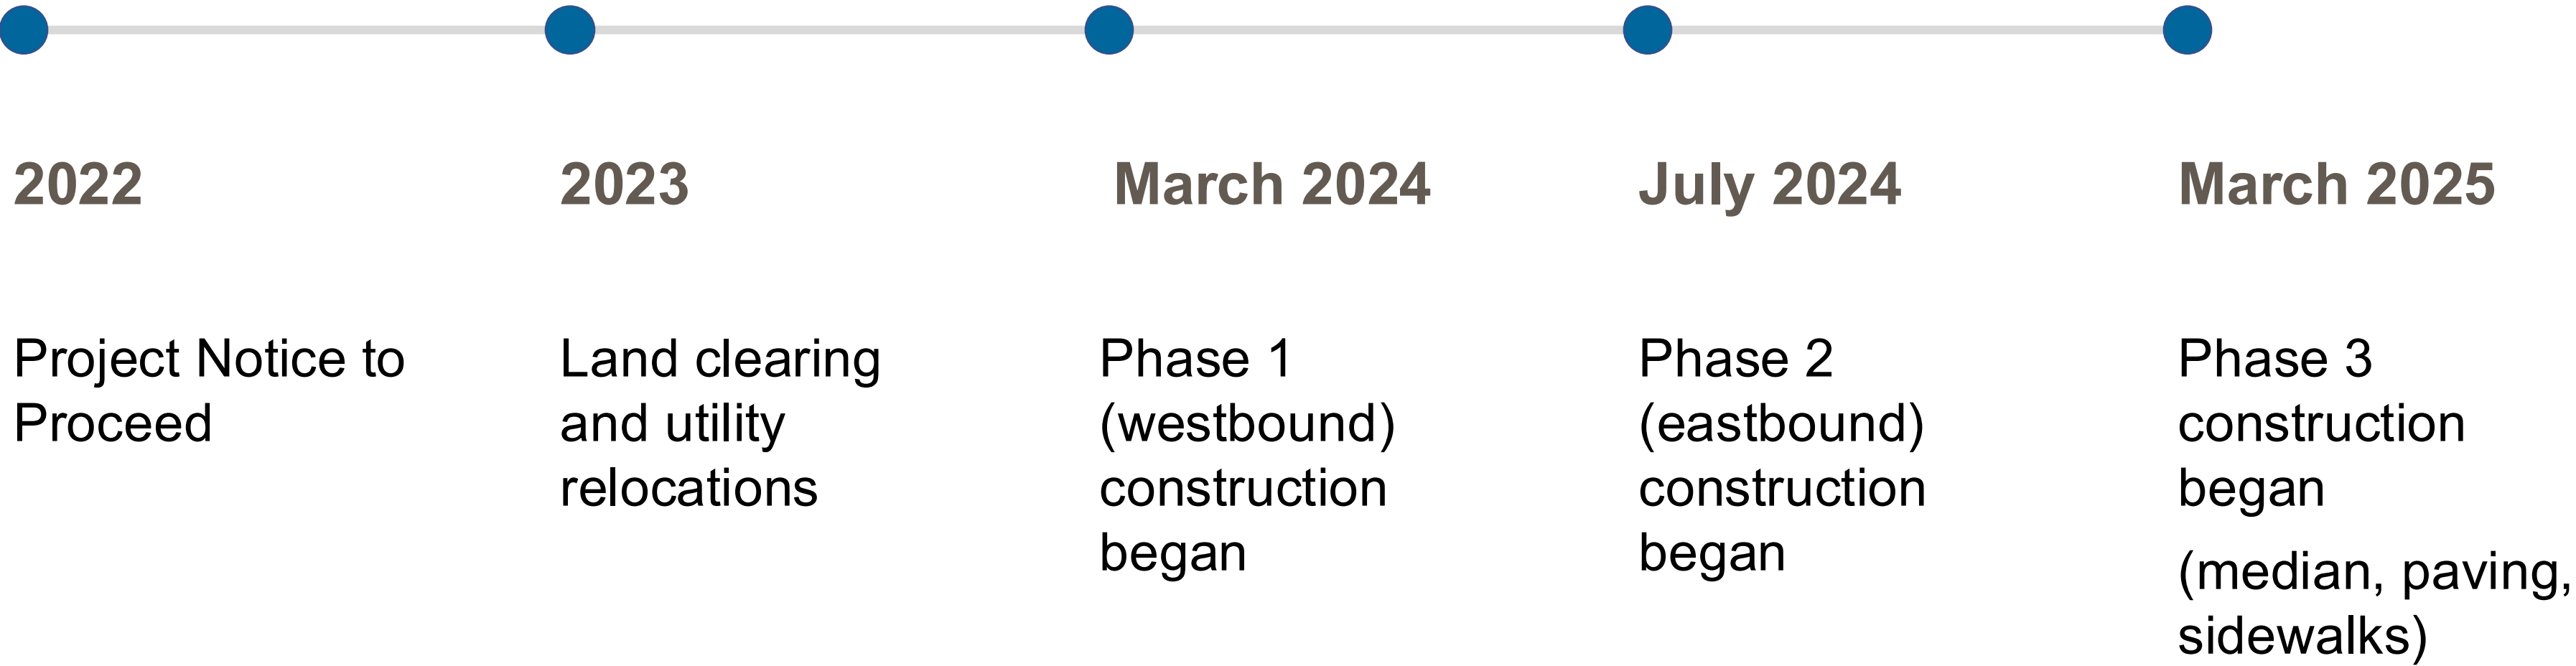 2022
Project Notice to
Proceed
2023
Land clearing
and utility
relocations
March 2024
Phase 1
(westbound)
construction
began
July 2024
Phase 2
(eastbound)
construction
began
March 2025
Phase 3
construction
began
(median, paving,
sidewalks)